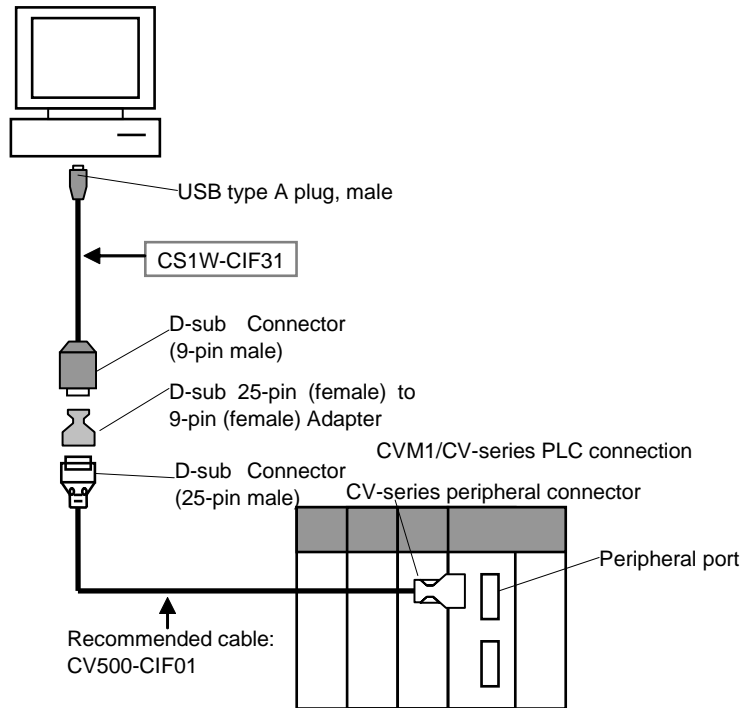 USB type A plug, male
CS1W-CIF31
D-sub Connector
(9-pin male)
D-sub 25-pin (female) to
9-pin (female) Adapter
CVM1/CV-series PLC connection
D-sub Connector
(25-pin male)
CV-series peripheral connector
Peripheral port
Recommended cable:
CV500-CIF01